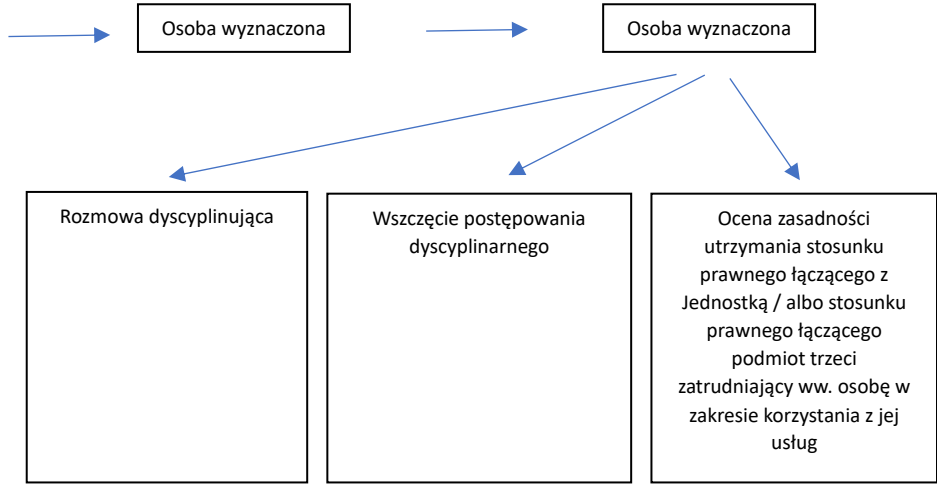 Osoba wyznaczona
Osoba wyznaczona
Rozmowa dyscyplinująca
Wszczęcie postępowania
dyscyplinarnego
Ocena zasadności
utrzymania stosunku
prawnego łączącego z
Jednostką / albo stosunku
prawnego łączącego
podmiot trzeci
zatrudniający ww. osobę w
zakresie korzystania z jej
usług